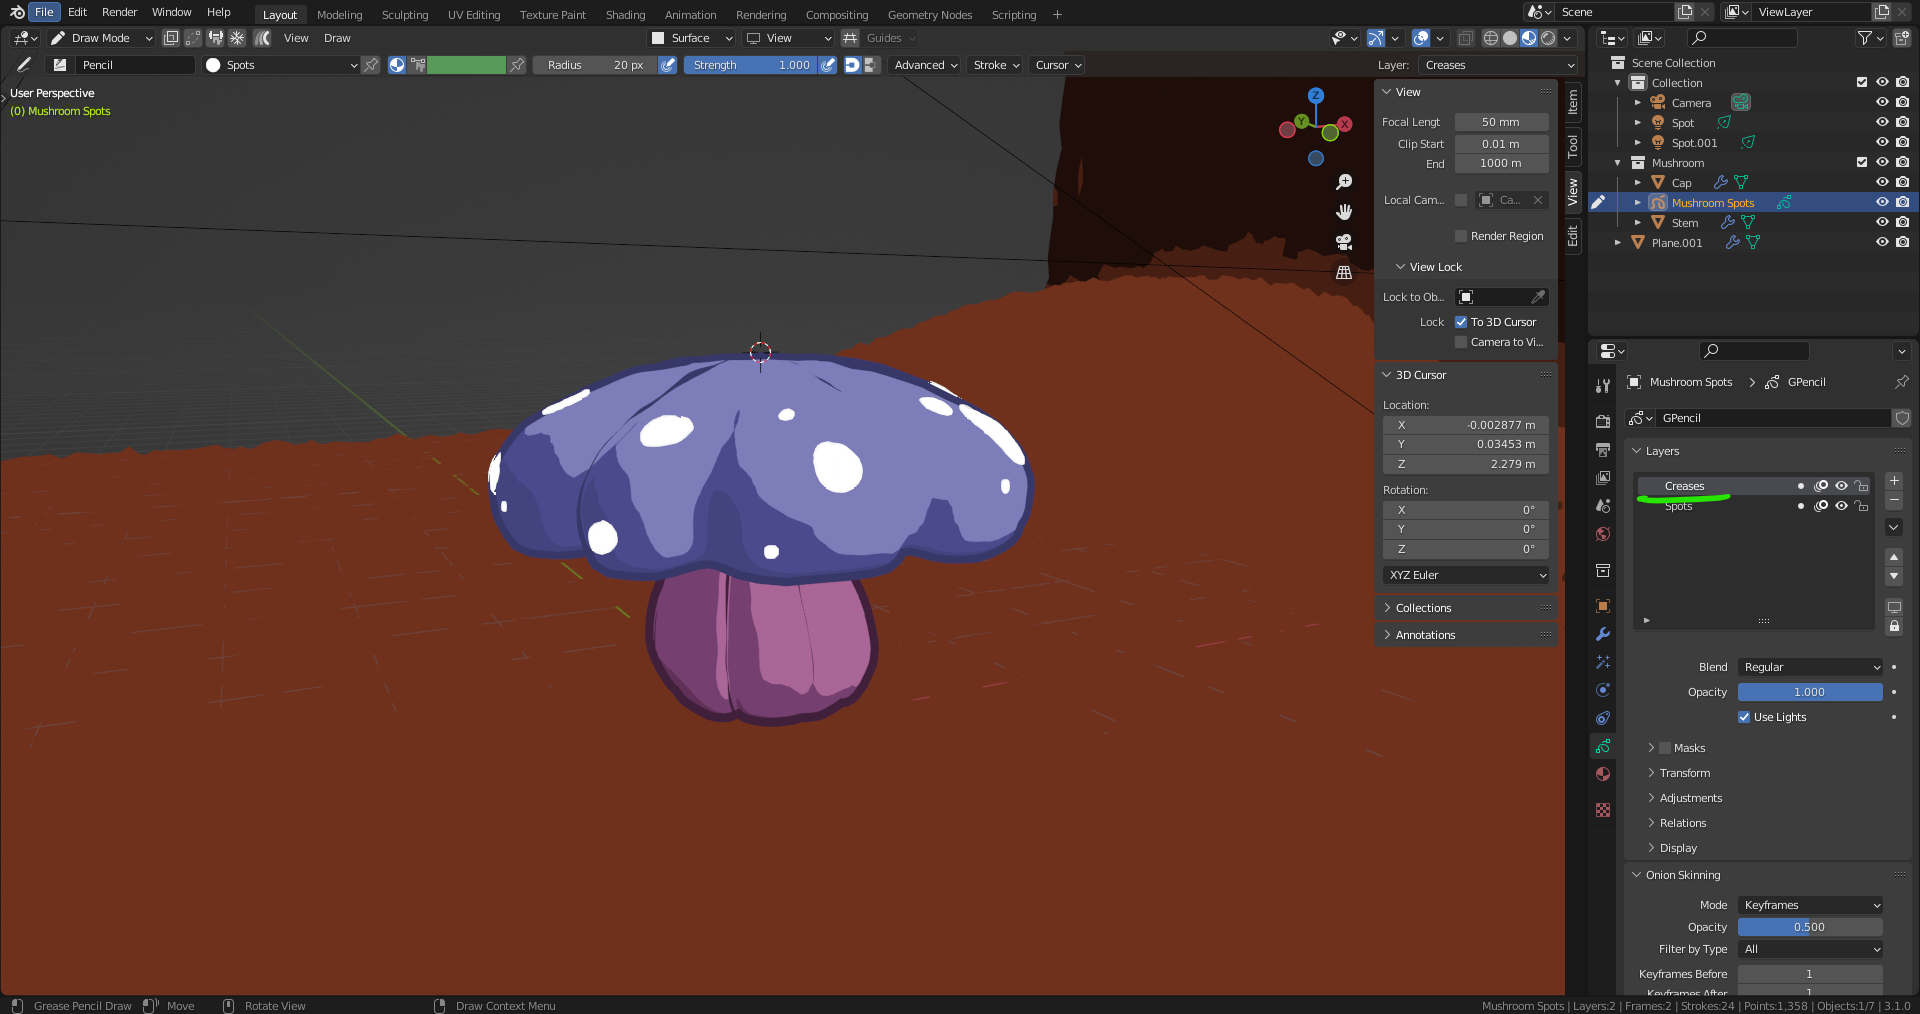 File Edit Render Window Help Layout Modeling Sculpting UV Editing Texture Paint Shading Animation Rendering Compositing Geometry Nodes Scripting + Scene ViewLayer
Draw Mode View Draw Surface View Guides
Pencil Spots Radius 20 px Strength 1.000 Advanced Stroke Cursor Layer: Creases
User Perspective
(0) Mushroom Spots
Z
Y
X
View
Focal Lengt 50 mm
Clip Start 0.01 m
End 1000 m
Local Cam... Ca...
Render Region
View Lock
Lock to Ob...
Lock To 3D Cursor
Camera to Vi...
3D Cursor
Location:
X -0.002877 m
Y 0.03453 m
Z 2.279 m
Rotation:
X 0°
Y 0°
Z 0°
XYZ Euler
Collections
Annotations
Item
Tool
View
Edit
Scene Collection
Collection
Camera
Spot
Spot.001
Mushroom
Cap
Mushroom Spots
Stem
Plane.001
Mushroom Spots > GPencil
GPencil
Layers
Creases
Spots
Blend Regular
Opacity 1.000
Use Lights
Masks
Transform
Adjustments
Relations
Display
Onion Skinning
Mode Keyframes
Opacity 0.500
Filter by Type All
Keyframes Before 1
Keyframes After 1
Grease Pencil Draw Move Rotate View Draw Context Menu Mushroom Spots | Layers:2 | Frames:2 | Strokes:24 | Points:1,358 | Objects:1/7 | 3.1.0